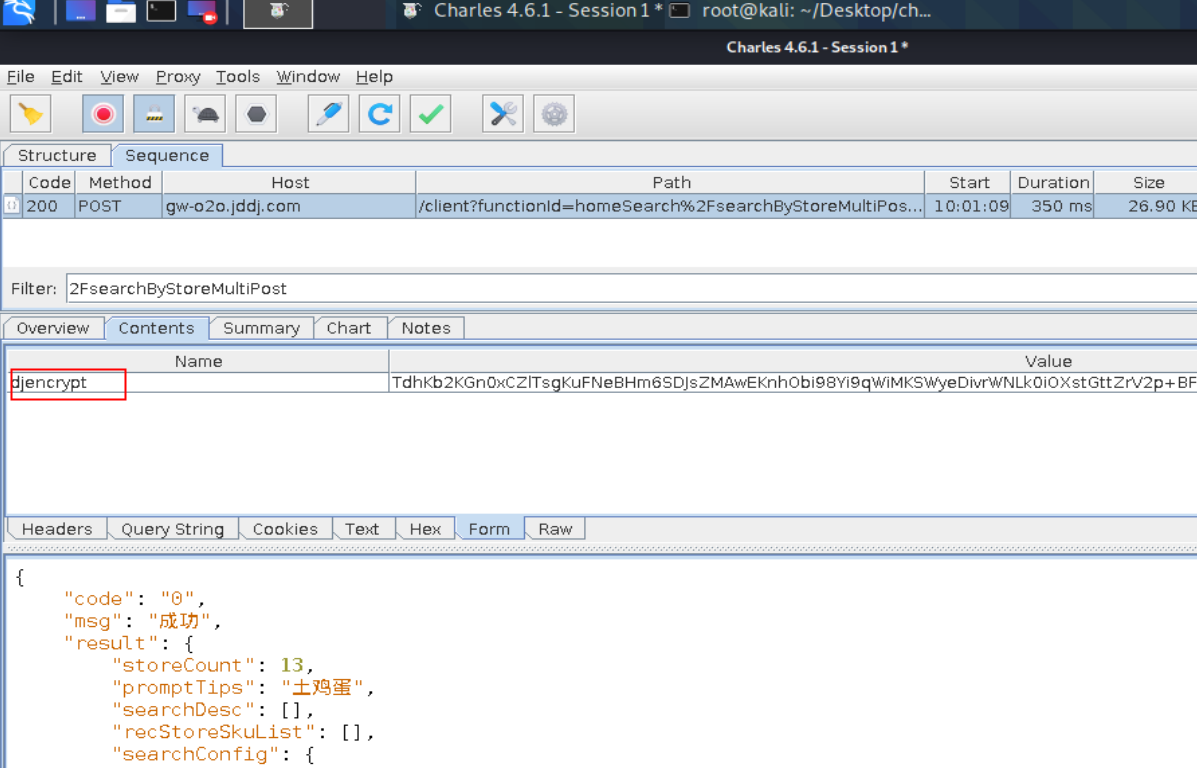 Charles 4.6.1 - Session 1 * root@kali: ~/Desktop/ch...
Charles 4.6.1 - Session 1 *
File Edit View Proxy Tools Window Help
Structure Sequence
Code Method Host Path Start Duration Size
200 POST gw-o2o.jddj.com /client?functionId=homeSearch%2FsearchByStoreMultiPos... 10:01:09 350 ms 26.90 KB
Filter: 2FsearchByStoreMultiPost
Overview Contents Summary Chart Notes
Name Value
djencrypt TdhKb2KGn0xCZlTsgKuFNeBHm6SDJsZMAwEKnhObi98Yi9qWiMKSWyeDivrWNLk0iOXstGttZrV2p+BF
Headers Query String Cookies Text Hex Form Raw
{
"code": "0",
"msg": "成功",
"result": {
"storeCount": 13,
"promptTips": "土鸡蛋",
"searchDesc": [],
"recStoreSkuList": [],
"searchConfig": {